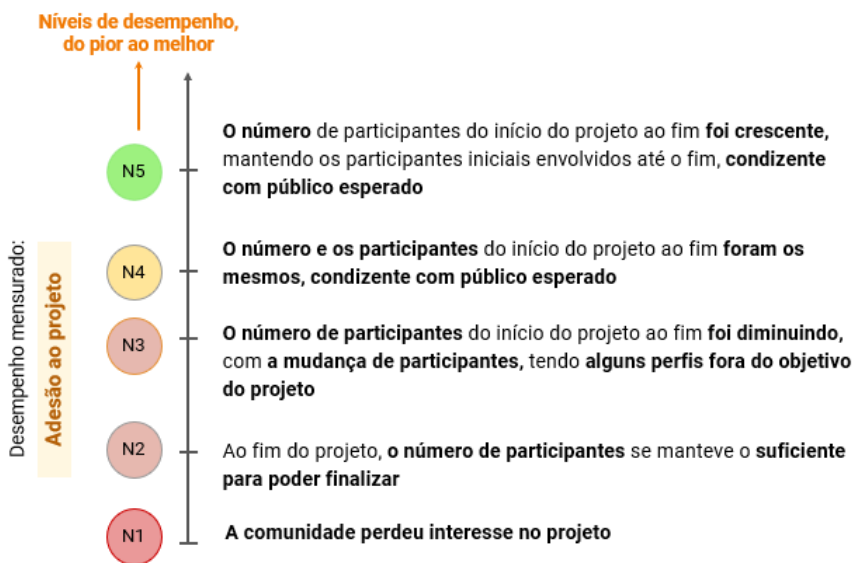 Níveis de desempenho,
do pior ao melhor
O número de participantes do início do projeto ao fim foi crescente,
mantendo os participantes iniciais envolvidos até o fim, condizente
com público esperado
N5
O número e os participantes do início do projeto ao fim foram os
mesmos, condizente com público esperado
N4
O número de participantes do início do projeto ao fim foi diminuindo,
com a mudança de participantes, tendo alguns perfis fora do objetivo
do projeto
N3
Ao fim do projeto, o número de participantes se manteve o suficiente
para poder finalizar
N2
A comunidade perdeu interesse no projeto
N1
Desempenho mensurado:
Adesão ao projeto